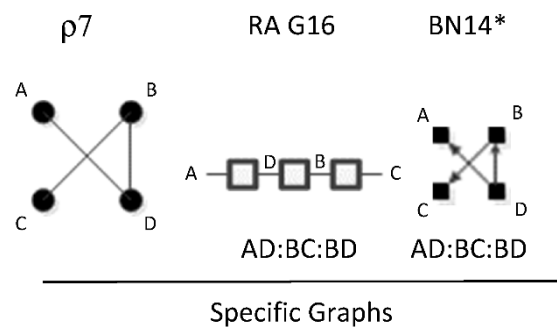 ρ7 RA G16 BN14*
A B A B
A D B C
C D C D
AD:BC:BD AD:BC:BD
Specific Graphs